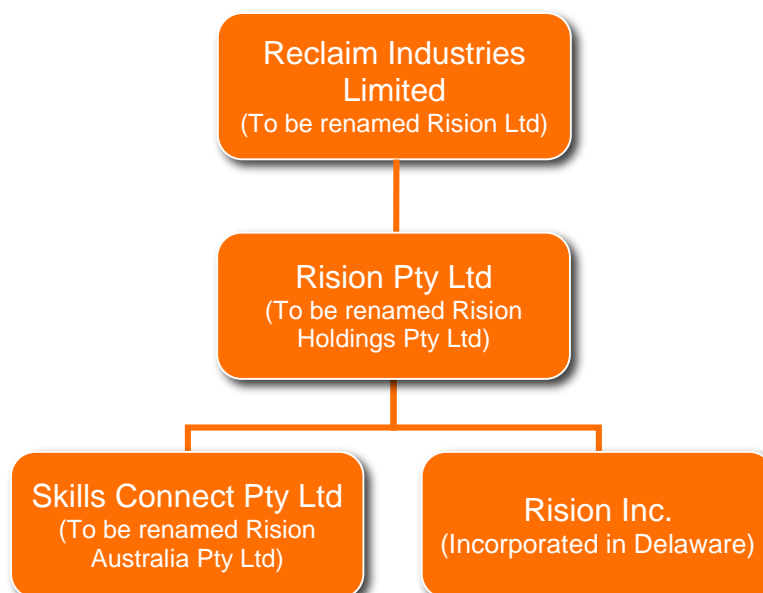 Reclaim Industries
Limited
(To be renamed Rision Ltd)
Rision Pty Ltd
(To be renamed Rision
Holdings Pty Ltd)
Skills Connect Pty Ltd
(To be renamed Rision
Australia Pty Ltd)
Rision Inc.
(Incorporated in Delaware)